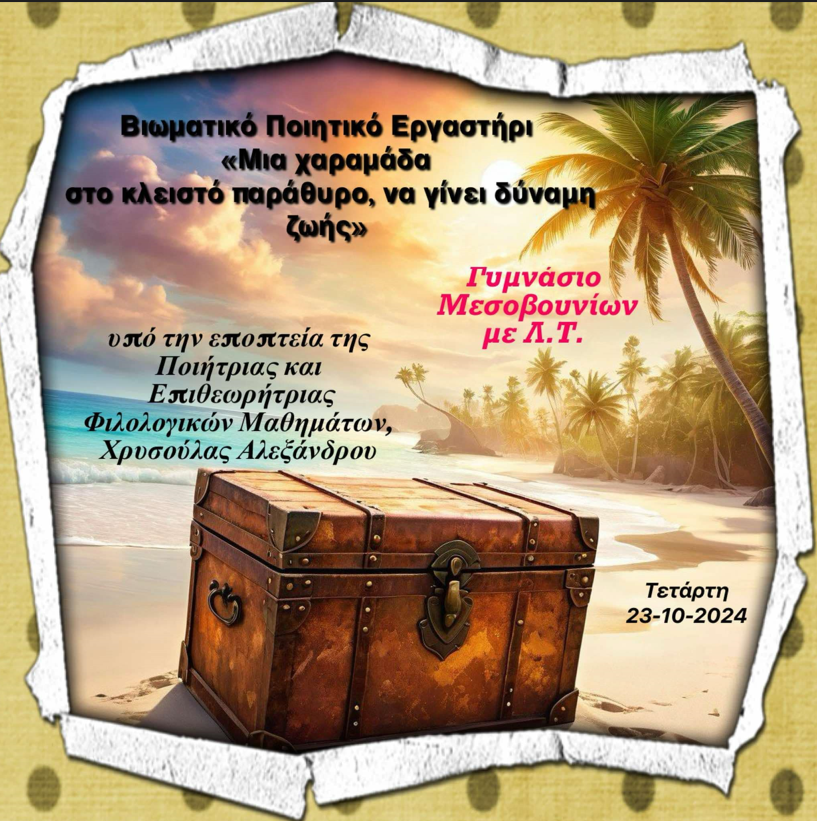 Βιωματικό Ποιητικό Εργαστήρι
«Μια χαραμάδα
στο κλειστό παράθυρο, να γίνει δύναμη
ζωής»
Γυμνάσιο
Μεσοβουνίων
με Λ.Τ.
υπό την εποπτεία της
Ποιήτριας και
Επιθεωρήτριας
Φιλολογικών Μαθημάτων,
Χρυσούλας Αλεξάνδρου
Τετάρτη
23-10-2024